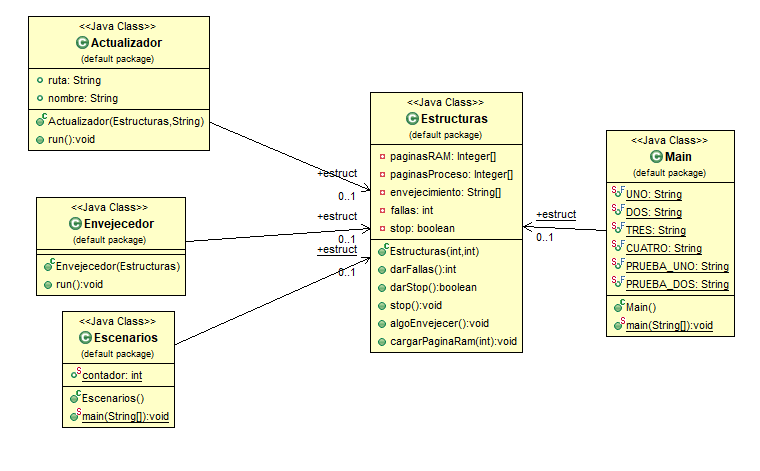 <<Java Class>>
Actualizador
(default package)
ruta: String
nombre: String
Actualizador(Estructuras,String)
run():void
<<Java Class>>
Envejecedor
(default package)
Envejecedor(Estructuras)
run():void
<<Java Class>>
Escenarios
(default package)
contador: int
Escenarios()
main(String[]):void
+estruct
0..1
+estruct
0..1
+estruct
0..1
<<Java Class>>
Estructuras
(default package)
paginasRAM: Integer[]
paginasProceso: Integer[]
envejecimiento: String[]
fallas: int
stop: boolean
Estructuras(int,int)
darFallas():int
darStop():boolean
stop():void
algoEnvejecer():void
cargarPaginaRam(int):void
+estruct
0..1
<<Java Class>>
Main
(default package)
UNO: String
DOS: String
TRES: String
CUATRO: String
PRUEBA_UNO: String
PRUEBA_DOS: String
Main()
main(String[]):void